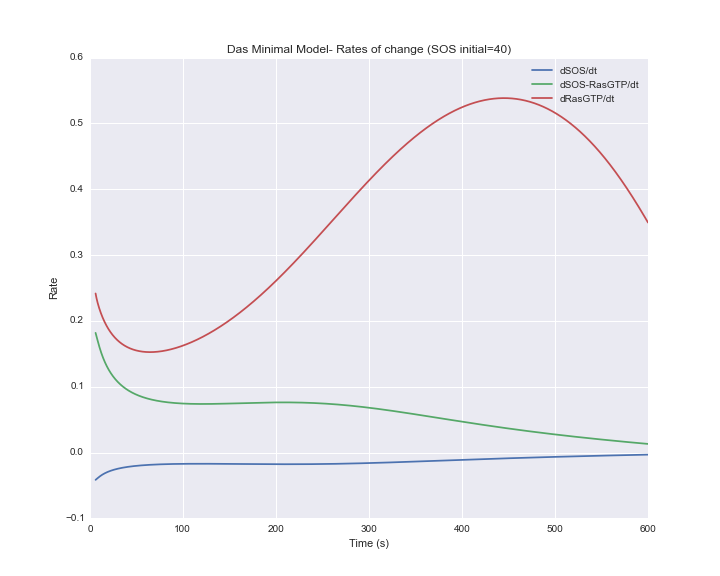 Das Minimal Model- Rates of change (SOS initial=40)
dSOS/dt
dSOS-RasGTP/dt
dRasGTP/dt
0.6
0.5
0.4
0.3
0.2
0.1
0.0
−0.1
Rate
0 100 200 300 400 500 600
Time (s)